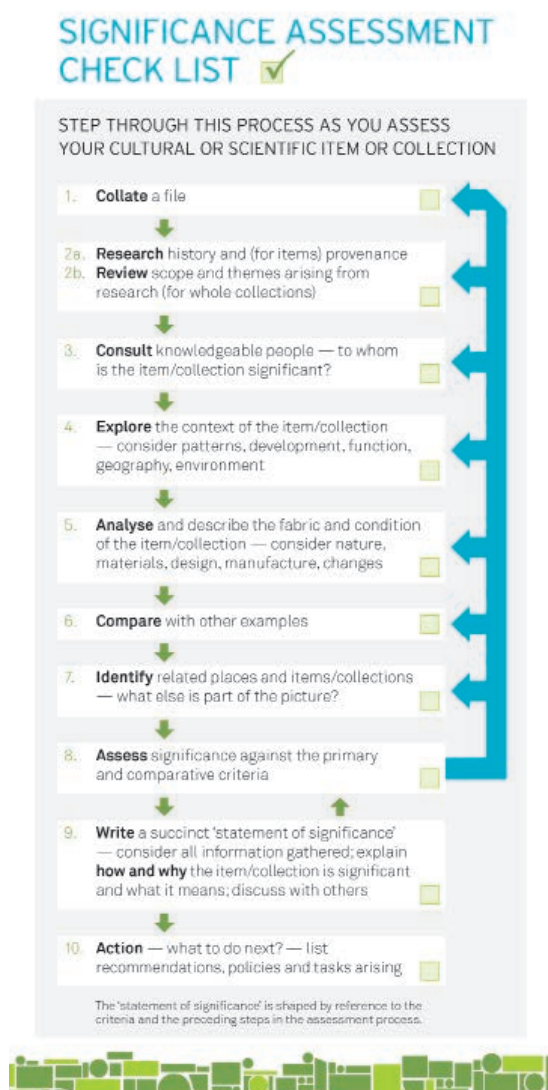 SIGNIFICANCE ASSESSMENT
CHECK LIST
STEP THROUGH THIS PROCESS AS YOU ASSESS
YOUR CULTURAL OR SCIENTIFIC ITEM OR COLLECTION
1. Collate a file
2a. Research history and (for items) provenance
2b. Review scope and themes arising from
research (for whole collections)
3. Consult knowledgeable people — to whom
is the item/collection significant?
4. Explore the context of the item/collection
— consider patterns, development, function,
geography, environment
5. Analyse and describe the fabric and condition
of the item/collection — consider nature,
materials, design, manufacture, changes
6. Compare with other examples
7. Identify related places and items/collections
— what else is part of the picture?
8. Assess significance against the primary
and comparative criteria
9. Write a succinct ‘statement of significance’
— consider all information gathered; explain
how and why the item/collection is significant
and what it means; discuss with others
10. Action — what to do next? — list
recommendations, policies and tasks arising
The ‘statement of significance’ is shaped by reference to the
criteria and the preceding steps in the assessment process.